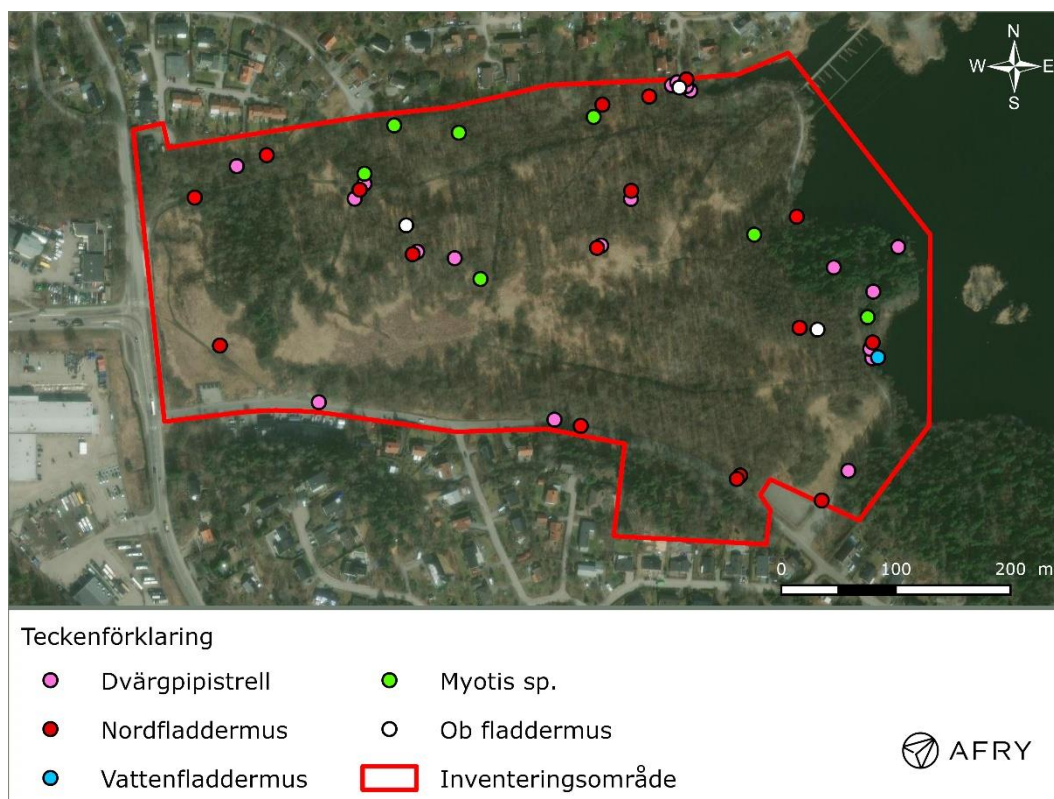 N
W E
S
0 100 200 m
Teckenförklaring
Dvärgpipistrell
Myotis sp.
Nordfladdermus
Ob fladdermus
Vattenfladdermus
Inventeringsområde
AFRY